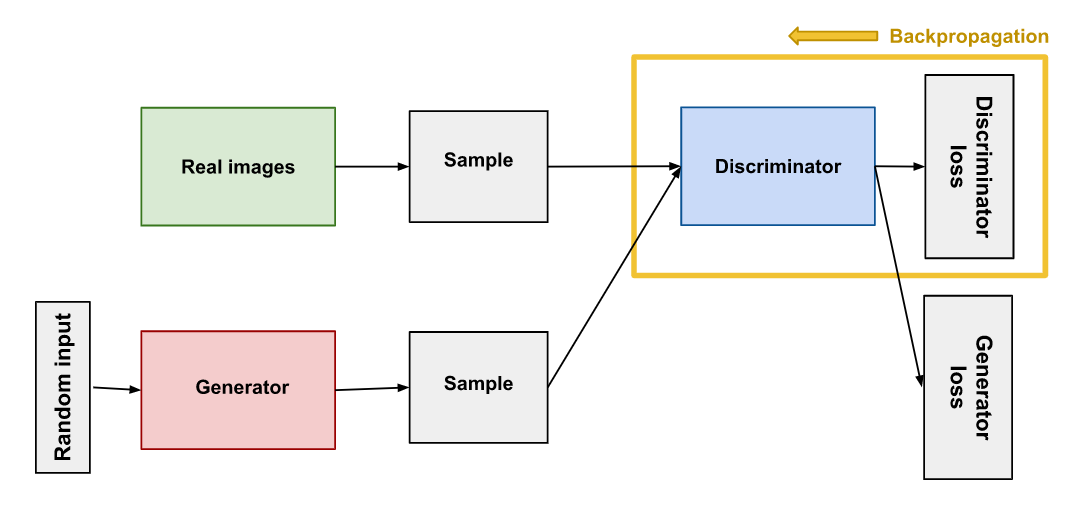 Backpropagation
Real images
Sample
Discriminator
Discriminator
loss
Random input
Generator
Sample
Generator
loss